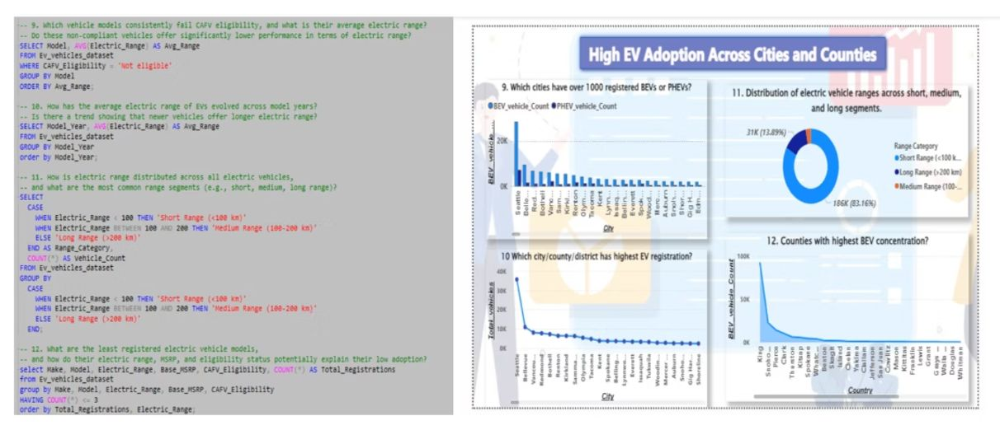 -- 9. Which vehicle models consistently fail CAFV eligibility, and what is their average electric range?
-- Do these non-compliant vehicles offer significantly lower performance in terms of electric range?
SELECT Model, AVG(Electric_Range) AS Avg_Range
FROM Ev_vehicles_dataset
WHERE CAFV_Eligibility = 'Not eligible'
GROUP BY Model
ORDER BY Avg_Range;
-- 10. How has the average electric range of EVs evolved across model years?
-- Is there a trend showing that newer vehicles offer longer electric range?
SELECT Model_Year, AVG(Electric_Range) AS Avg_Range
FROM Ev_vehicles_dataset
GROUP BY Model_Year
order by Model_Year;
-- 11. How is electric range distributed across all electric vehicles,
-- and what are the most common range segments (e.g., short, medium, long range)?
SELECT
CASE
WHEN Electric_Range < 100 THEN 'Short Range (<100 km)'
WHEN Electric_Range BETWEEN 100 AND 200 THEN 'Medium Range (100-200 km)'
ELSE 'Long Range (>200 km)'
END AS Range_Category,
COUNT(*) AS Vehicle_Count
FROM Ev_vehicles_dataset
GROUP BY
CASE
WHEN Electric_Range < 100 THEN 'Short Range (<100 km)'
WHEN Electric_Range BETWEEN 100 AND 200 THEN 'Medium Range (100-200 km)'
ELSE 'Long Range (>200 km)'
END;
-- 12. What are the least registered electric vehicle models,
-- and how do their electric range, MSRP, and eligibility status potentially explain their low adoption?
select Make, Model, Electric_Range, Base_MSRP, CAFV_Eligibility, COUNT(*) AS Total_Registrations
from Ev_vehicles_dataset
group by Make, Model, Electric_Range, Base_MSRP, CAFV_Eligibility
HAVING COUNT(*) <= 3
order by Total_Registrations, Electric_Range;
High EV Adoption Across Cities and Counties
9. Which cities have over 1000 registered BEVs or PHEVs?
BEV_vehicle_Count PHEV_vehicle_Count
BEV_vehicle_...
20K
0K
Seattle
Belle...
Red...
Bothell
Vanc...
Sam...
Kirkl...
Renton
Olym...
Tacoma
Kent
Lynn...
Issaq...
Bellin...
Everett
Spok...
Wood...
Merc...
Auburn
Snoh...
Shor...
Gig H...
Edm...
City
11. Distribution of electric vehicle ranges across short, medium,
and long segments.
31K (13.89%)
186K (83.16%)
Range Category
Short Range (<100 k...
Long Range (>200 km)
Medium Range (100-...
10 Which city/county/district has highest EV registration?
Total_vehicles
40K
30K
20K
10K
0K
Seattle
Bellevue
Vancou...
Redmond
Bothell
Renton
Kirkland
Samma...
Olympia
Tacoma
Kent
Spokane
Belling...
Lynnwo...
Everett
Issaquah
Tukwila
Woodin...
Mercer...
Auburn
Snoh...
Gig Har...
Shoreline
City
12. Counties with highest BEV concentration?
BEV_vehicle_Count
100K
50K
0K
King
Snoho...
Pierce
Clark
Thurston
Kitsap
Spokane
Whatc...
Benton
Skagit
Island
Chelan
Yakima
Clallam
Jefferson
San Ju...
Cowlitz
Mason
Kittitas
Franklin
Lewis
Grant
Grays ...
Walla ...
Douglas
Whitman
Country